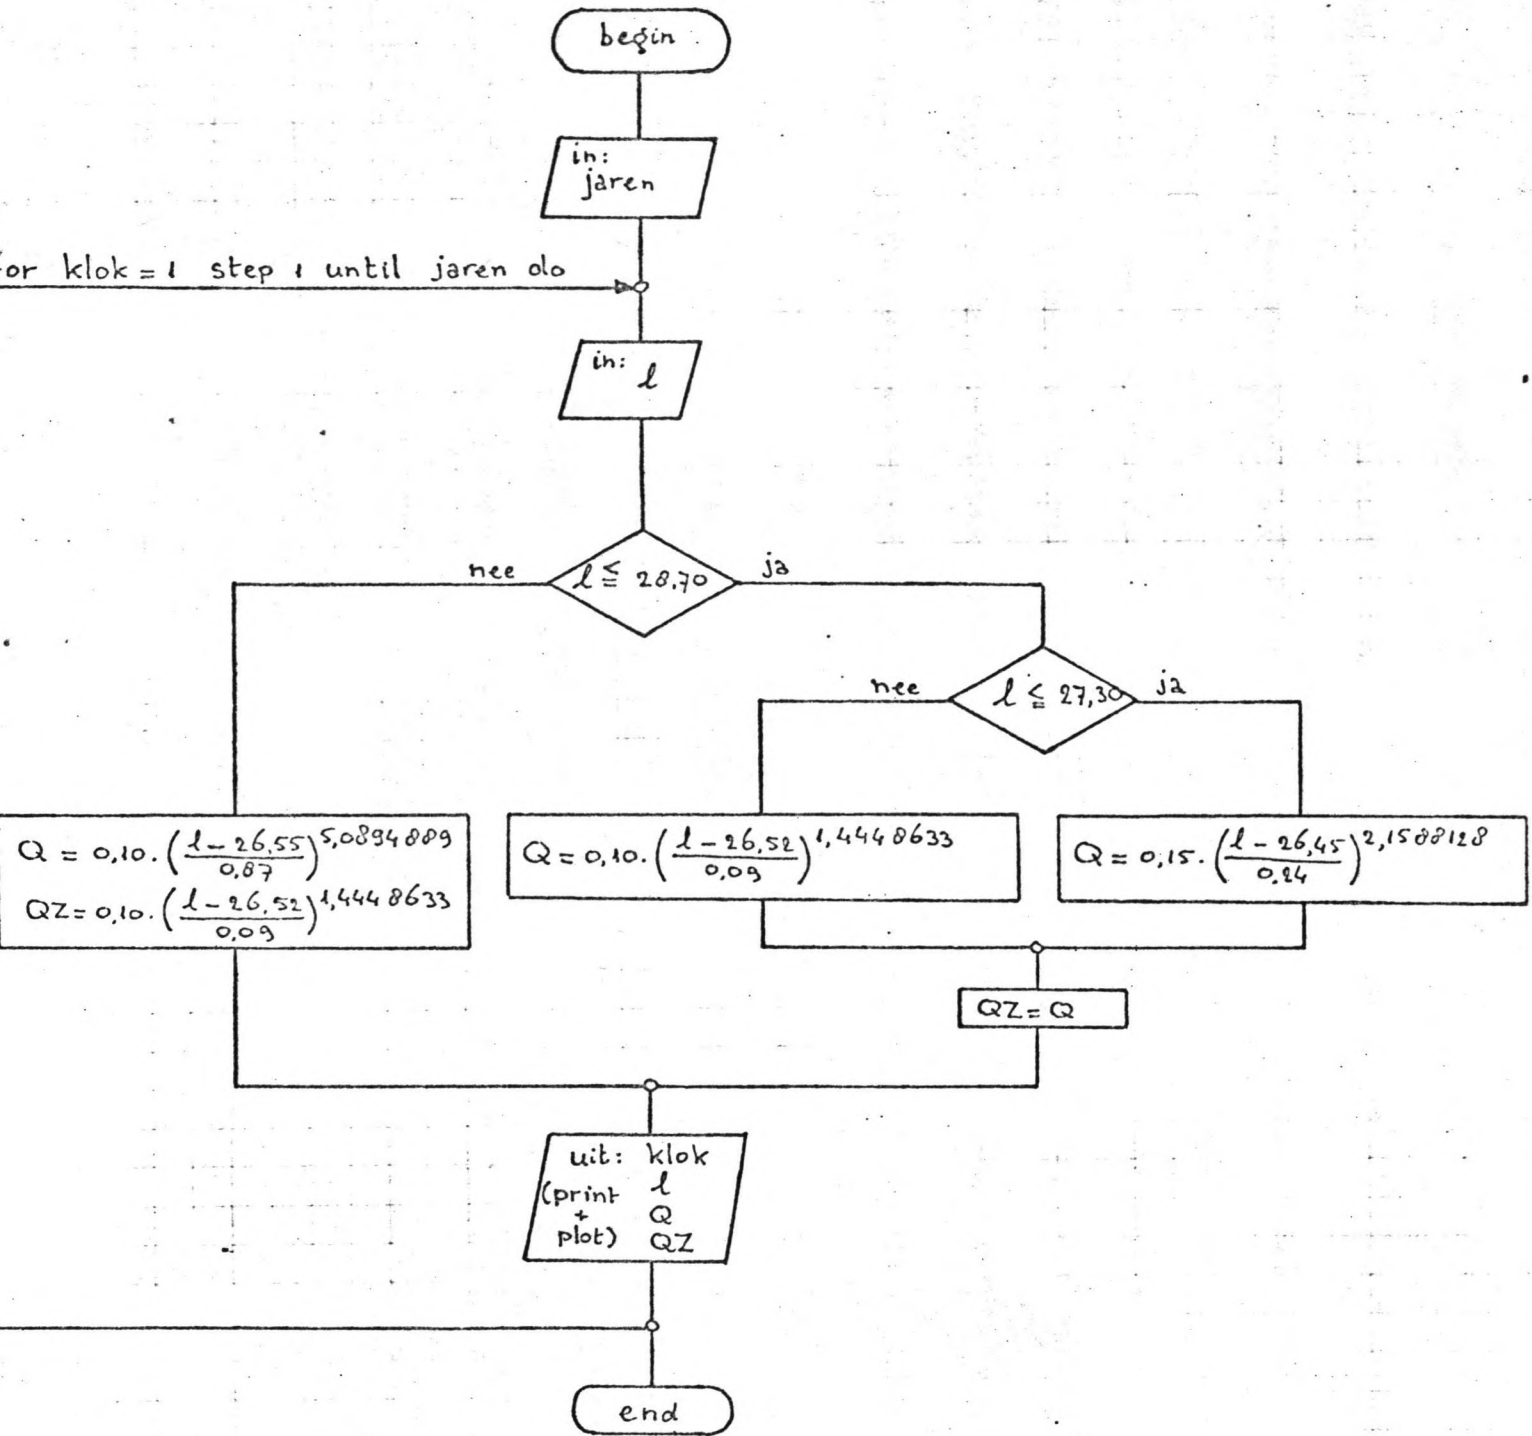 begin
in:
jaren
for klok = 1 step 1 until jaren do
in: l
nee
l ≦ 28,70
ja
nee
l ≦ 27,30
ja
Q = 0,10 . ((l - 26,55) / 0,87)^5,0894889
QZ = 0,10 . ((l - 26,52) / 0,09)^1,4448633
Q = 0,10 . ((l - 26,52) / 0,09)^1,4448633
Q = 0,15 . ((l - 26,45) / 0,24)^2,1588128
QZ = Q
uit: klok
(print l
+ Q
plot) QZ
end